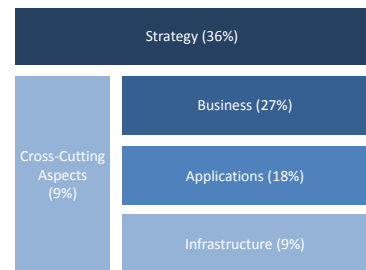 Strategy (36%)
Business (27%)
Cross-Cutting
Aspects
(9%)
Applications (18%)
Infrastructure (9%)